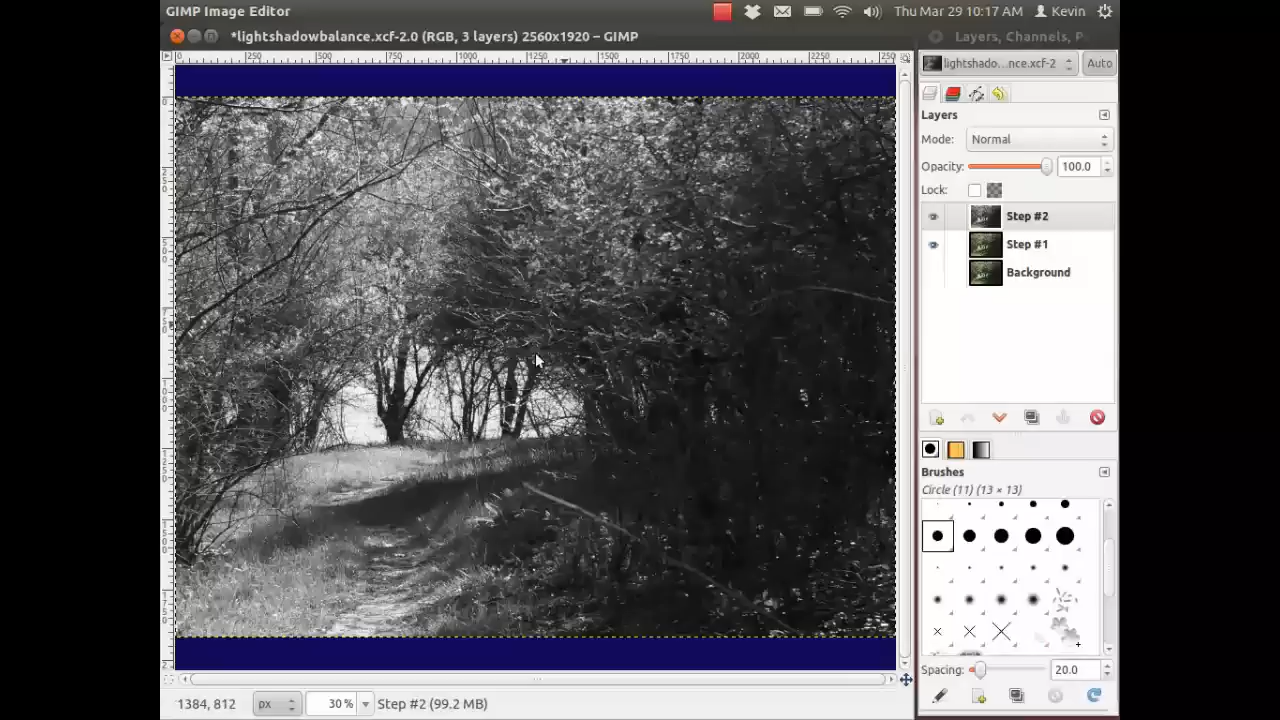 GIMP Image Editor
Thu Mar 29 10:17 AM
Kevin
*lightshadowbalance.xcf-2.0 (RGB, 3 layers) 2560x1920 – GIMP
Layers, Channels, P
0 250 500 750 1000 1250 1500 1750 2000 2250 250
lightshado...nce.xcf-2
Auto
Layers
Mode: Normal
Opacity: 100.0
Lock:
Step #2
Step #1
Background
Brushes
Circle (11) (13 × 13)
Spacing: 20.0
1384, 812
px
30 %
Step #2 (99.2 MB)